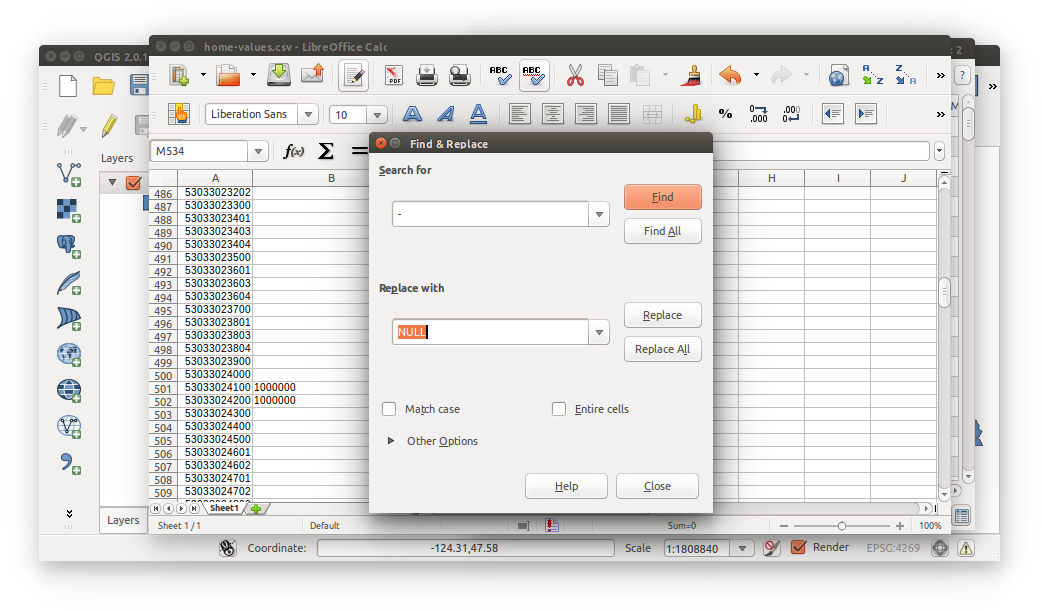 QGIS 2.0.1
home-values.csv - LibreOffice Calc
2
?
PDF
ABC
ABC
A
Z
Z
A
»
»
Liberation Sans
10
%
»
M534
f(x)
Σ
=
Layers
A
B
H
I
J
486 53033023202
487 53033023300
488 53033023401
489 53033023403
490 53033023404
491 53033023500
492 53033023601
493 53033023603
494 53033023604
495 53033023700
496 53033023801
497 53033023803
498 53033023804
499 53033023900
500 53033024000
501 53033024100 1000000
502 53033024200 1000000
503 53033024300
504 53033024400
505 53033024500
506 53033024601
507 53033024602
508 53033024701
509 53033024702
Find & Replace
Search for
-
Find
Find All
Replace with
NULL
Replace
Replace All
Match case
Entire cells
Other Options
Help
Close
Sheet1
Layers
Sheet 1 / 1
Default
Sum=0
100%
Coordinate:
-124.31,47.58
Scale
1:1808840
Render
EPSG:4269